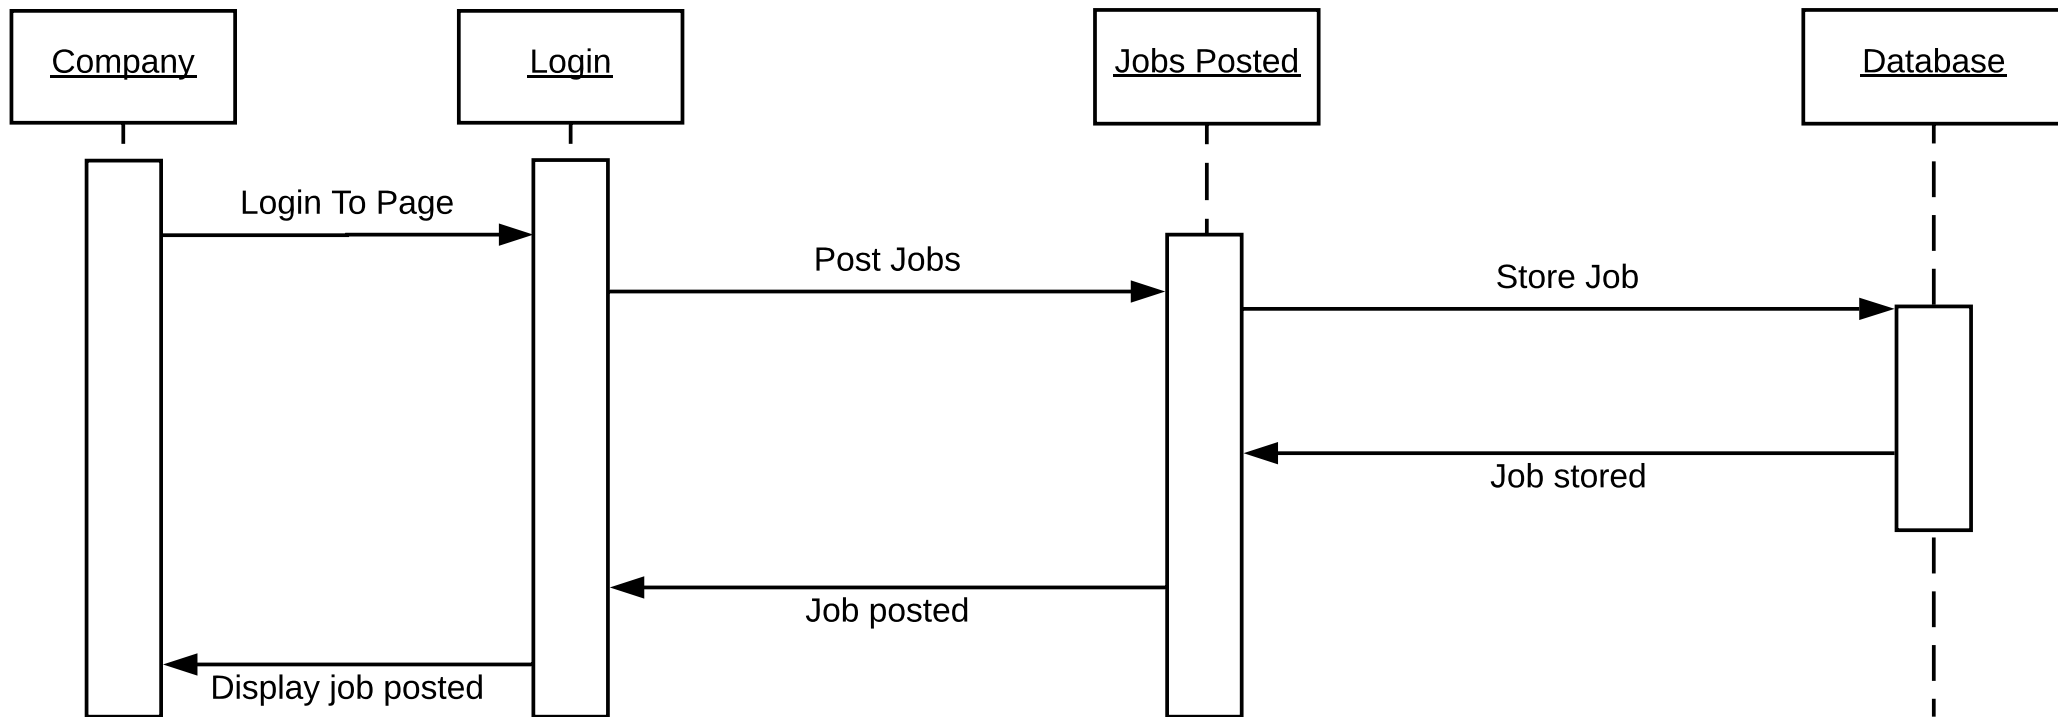 Company
Login
Jobs Posted
Database
Login To Page
Post Jobs
Store Job
Job stored
Job posted
Display job posted